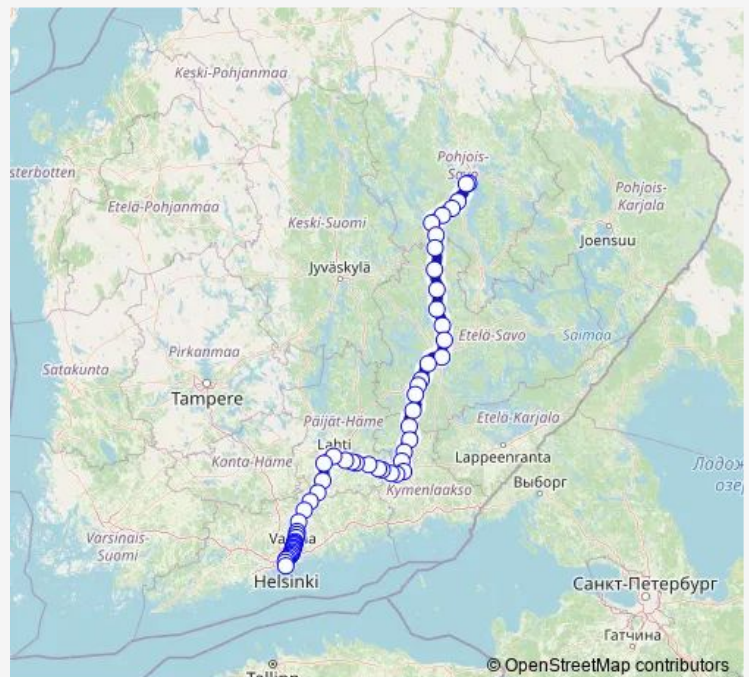 Keski-Pohjanmaa
sterbotten
Etelä-Pohjanmaa
Pohjois-
Savo
Pohjois-
Karjala
Keski-Suomi
Joensuu
Jyväskylä
Etelä-Savo
Saimaa
Pirkanmaa
Satakunta
Tampere
Päijät-Häme
Etelä-Karjala
Lahti
Kanta-Häme
Lappeenranta
Ладож
озе
Выборг
Kymenlaakso
Varsinais-
Suomi
Helsinki
Санкт-Петербург
Гатчина
Tallinn
© OpenStreetMap contributors